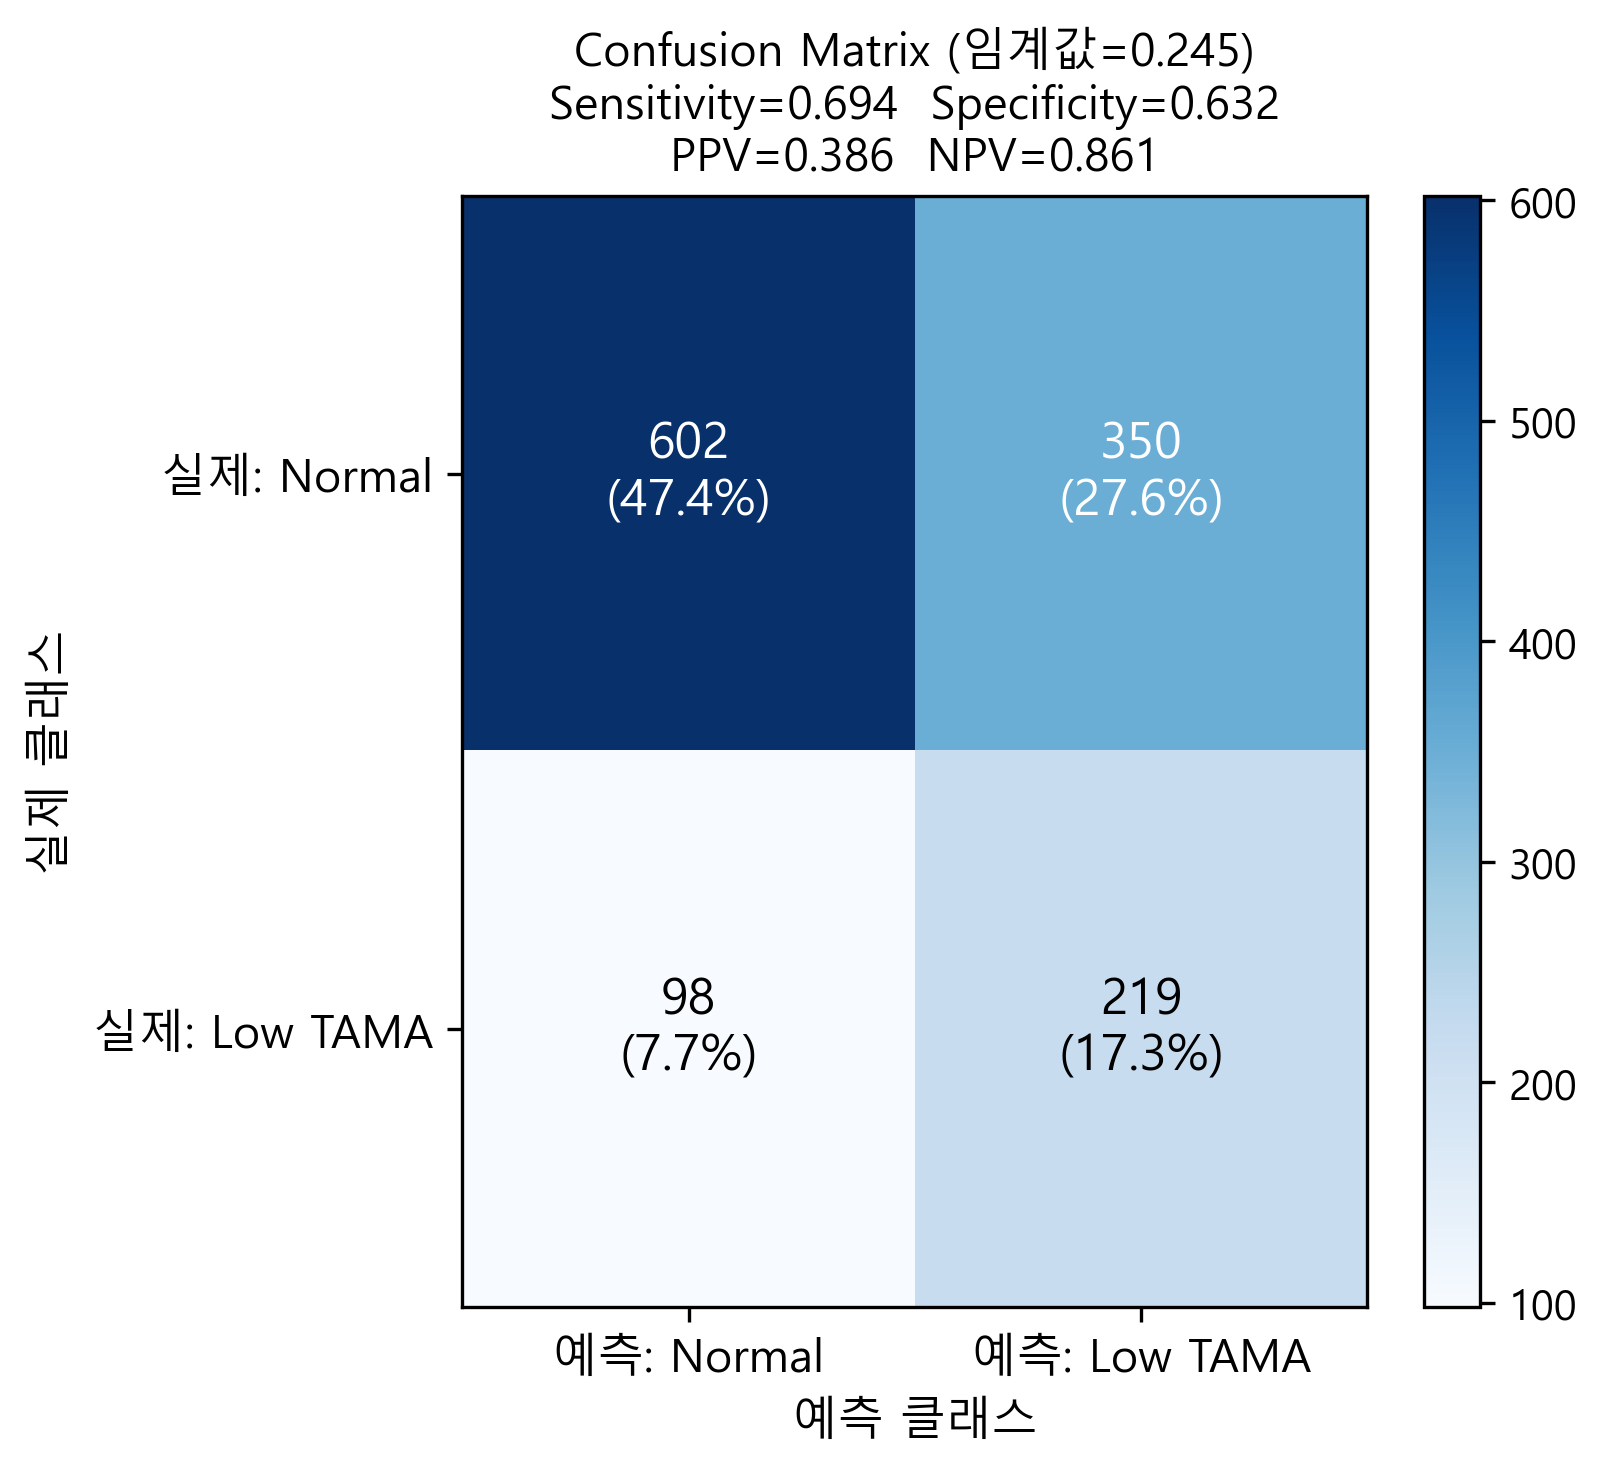 Confusion Matrix (임계값=0.245)
Sensitivity=0.694 Specificity=0.632
PPV=0.386 NPV=0.861
실제 클래스
실제: Normal
실제: Low TAMA
602
(47.4%)
350
(27.6%)
98
(7.7%)
219
(17.3%)
예측: Normal
예측: Low TAMA
예측 클래스
600
500
400
300
200
100